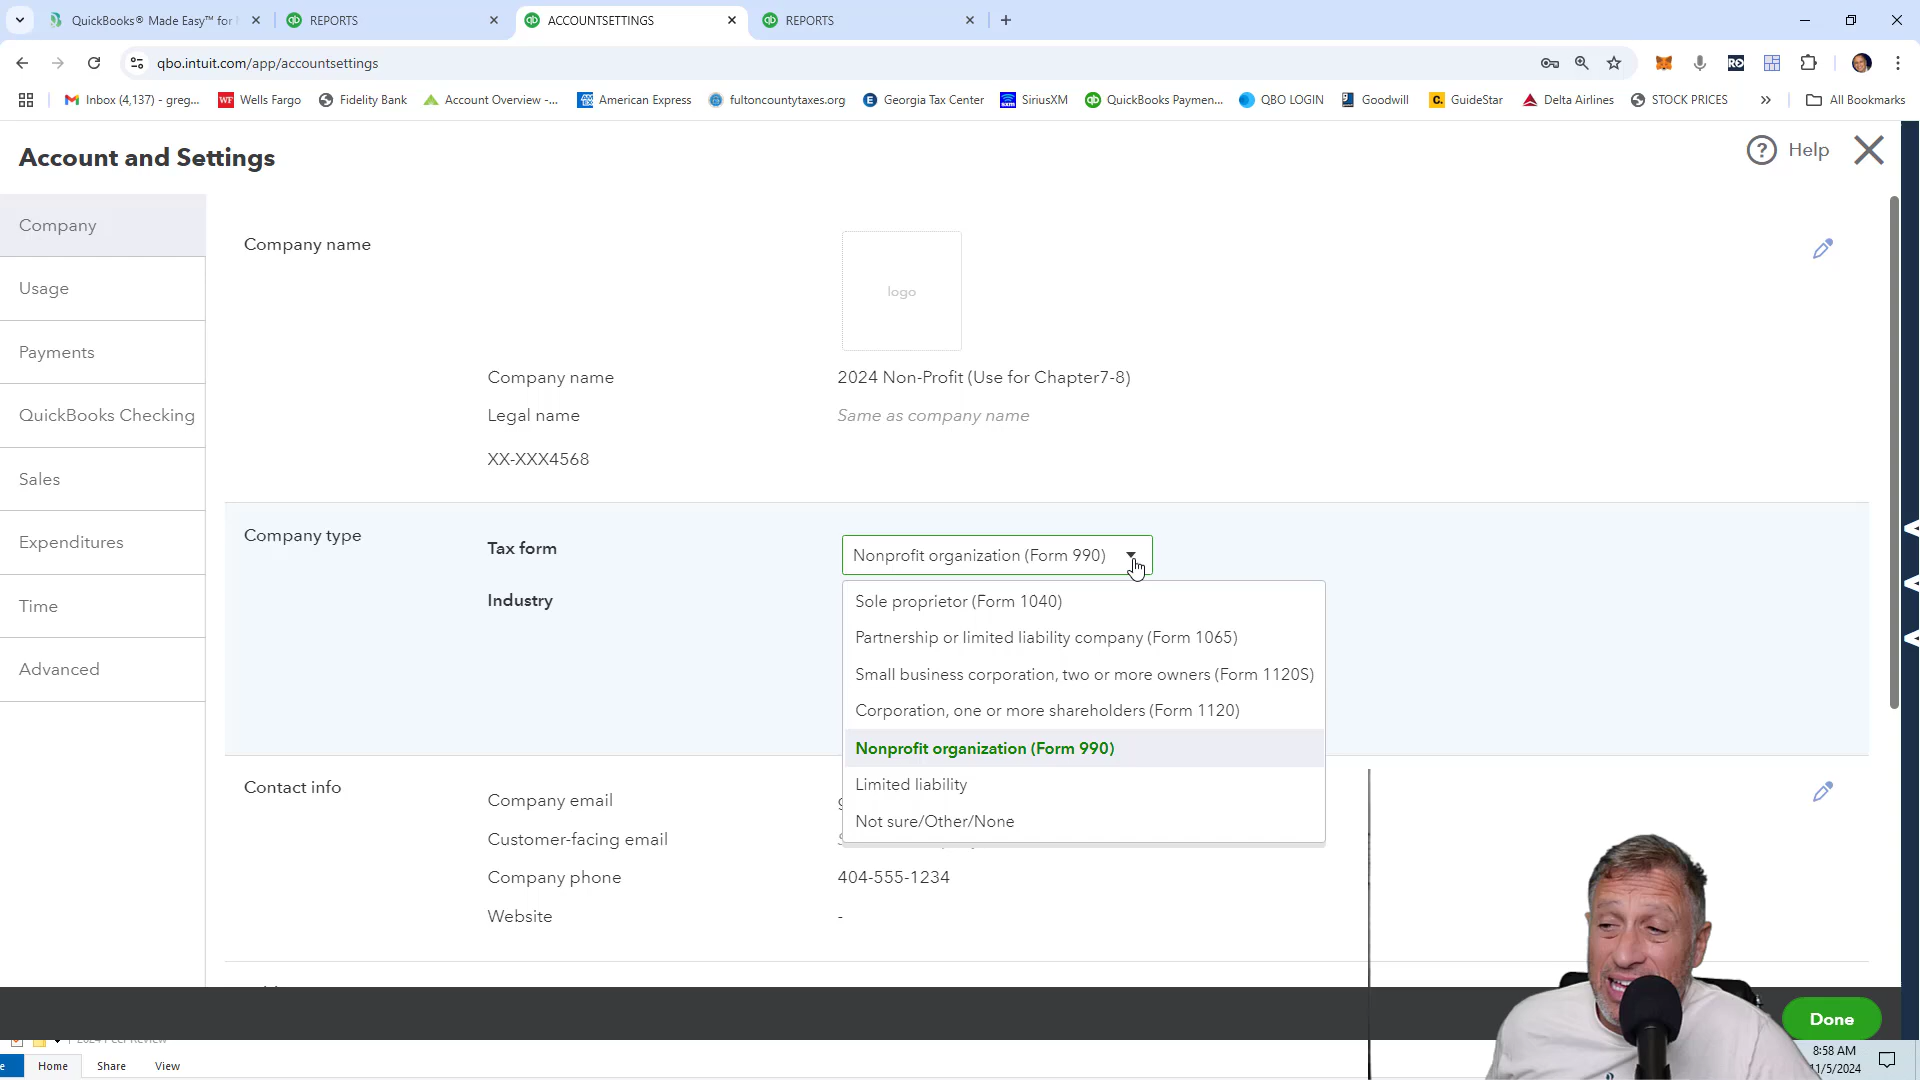 QuickBooks® Made Easy™ for
REPORTS
ACCOUNTSETTINGS
REPORTS
qbo.intuit.com/app/accountsettings
Inbox (4,137) - greg...
WF Wells Fargo
Fidelity Bank
Account Overview -...
American Express
fultoncountytaxes.org
Georgia Tax Center
SiriusXM
QuickBooks Paymen...
QBO LOGIN
Goodwill
GuideStar
Delta Airlines
STOCK PRICES
All Bookmarks
Account and Settings
Help
Company
Usage
Payments
QuickBooks Checking
Sales
Expenditures
Time
Advanced
Company name
logo
Company name 2024 Non-Profit (Use for Chapter7-8)
Legal name Same as company name
XX-XXX4568
Company type
Tax form
Nonprofit organization (Form 990)
Industry
Sole proprietor (Form 1040)
Partnership or limited liability company (Form 1065)
Small business corporation, two or more owners (Form 1120S)
Corporation, one or more shareholders (Form 1120)
Nonprofit organization (Form 990)
Limited liability
Not sure/Other/None
Contact info
Company email
Customer-facing email
Company phone 404-555-1234
Website -
Done
2024 Peer Review
Home Share View
8:58 AM
11/5/2024